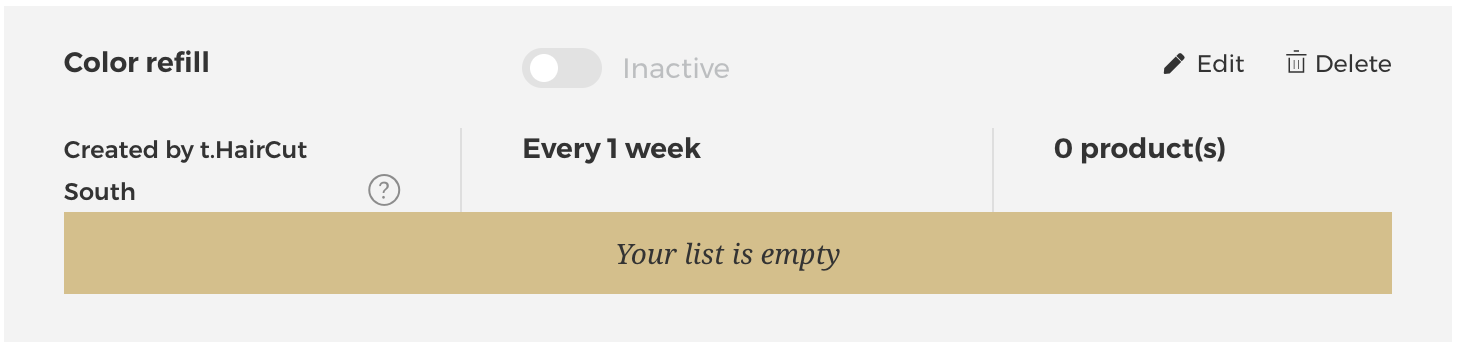 Color refill
Inactive
Edit
Delete
Created by t.HairCut
South
?
Every 1 week
0 product(s)
Your list is empty